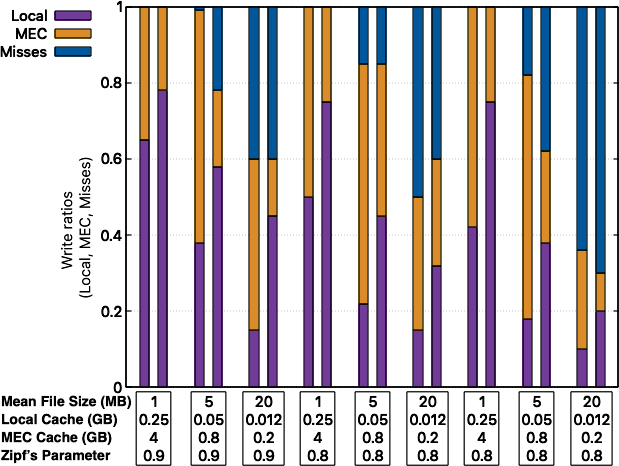 Local
MEC
Misses
1
0.8
0.6
0.4
0.2
0
Write ratios
(Local, MEC, Misses)
Mean File Size (MB) 1 5 20 1 5 20 1 5 20
Local Cache (GB) 0.25 0.05 0.012 0.25 0.05 0.012 0.25 0.05 0.012
MEC Cache (GB) 4 0.8 0.2 4 0.8 0.2 4 0.8 0.2
Zipf's Parameter 0.9 0.9 0.9 0.8 0.8 0.8 0.8 0.8 0.8